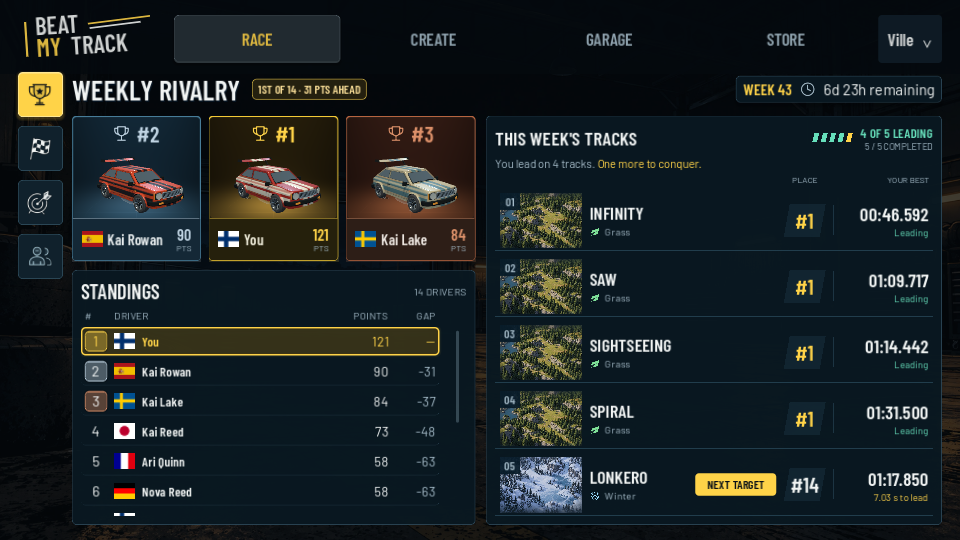 BEAT
MY TRACK
RACE
CREATE
GARAGE
STORE
Ville
WEEKLY RIVALRY
1ST OF 14 · 31 PTS AHEAD
WEEK 43
6d 23h remaining
#2
Kai Rowan
90
PTS
#1
You
121
PTS
#3
Kai Lake
84
PTS
STANDINGS
14 DRIVERS
# DRIVER POINTS GAP
1 You 121 –
2 Kai Rowan 90 -31
3 Kai Lake 84 -37
4 Kai Reed 73 -48
5 Ari Quinn 58 -63
6 Nova Reed 58 -63
THIS WEEK'S TRACKS
4 OF 5 LEADING
5 / 5 COMPLETED
You lead on 4 tracks. One more to conquer.
PLACE YOUR BEST
01 INFINITY #1 00:46.592
Grass Leading
02 SAW #1 01:09.717
Grass Leading
03 SIGHTSEEING #1 01:14.442
Grass Leading
04 SPIRAL #1 01:31.500
Grass Leading
05 LONKERO NEXT TARGET #14 01:17.850
Winter 7.03 s to lead